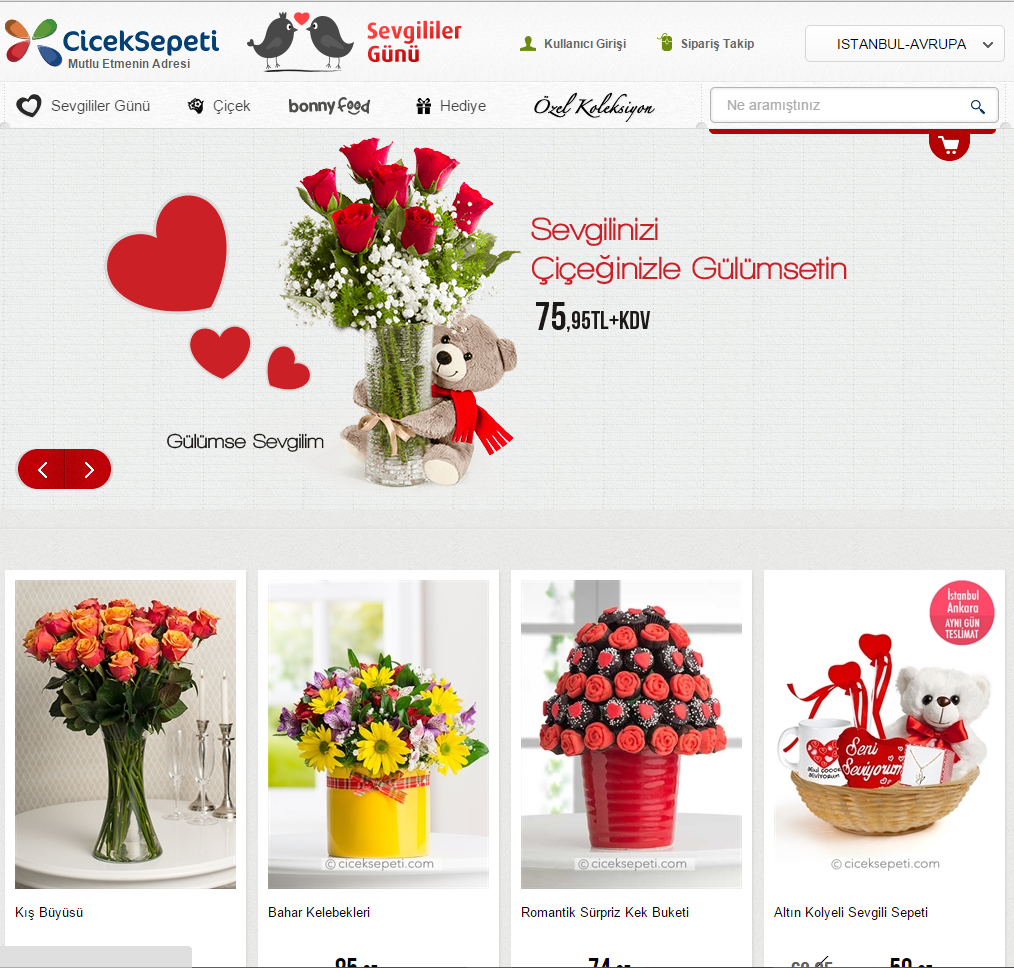 CicekSepeti
Mutlu Etmenin Adresi
Sevgililer
Günü
Kullanıcı Girişi
Sipariş Takip
ISTANBUL-AVRUPA
Sevgililer Günü
Çiçek
bonny food
Hediye
Özel Koleksiyon
Ne aramıştınız
Sevgilinizi
Çiçeğinizle Gülümsetin
75,95TL+KDV
Gülümse Sevgilim
İstanbul
Ankara
AYNI GÜN
TESLİMAT
Seni
Seviyorum
© ciceksepeti.com
© ciceksepeti.com
© ciceksepeti.com
Kış Büyüsü
Bahar Kelebekleri
Romantik Sürpriz Kek Buketi
Altın Kolyeli Sevgili Sepeti